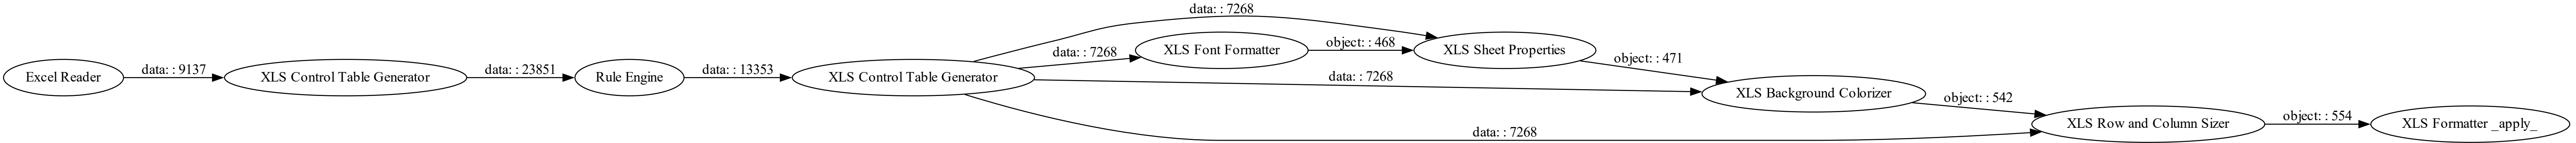 Excel Reader
data: : 9137
XLS Control Table Generator
data: : 23851
Rule Engine
data: : 13353
XLS Control Table Generator
data: : 7268
data: : 7268
XLS Font Formatter
object: : 468
XLS Sheet Properties
data: : 7268
object: : 471
XLS Background Colorizer
data: : 7268
object: : 542
XLS Row and Column Sizer
object: : 554
XLS Formatter _apply_